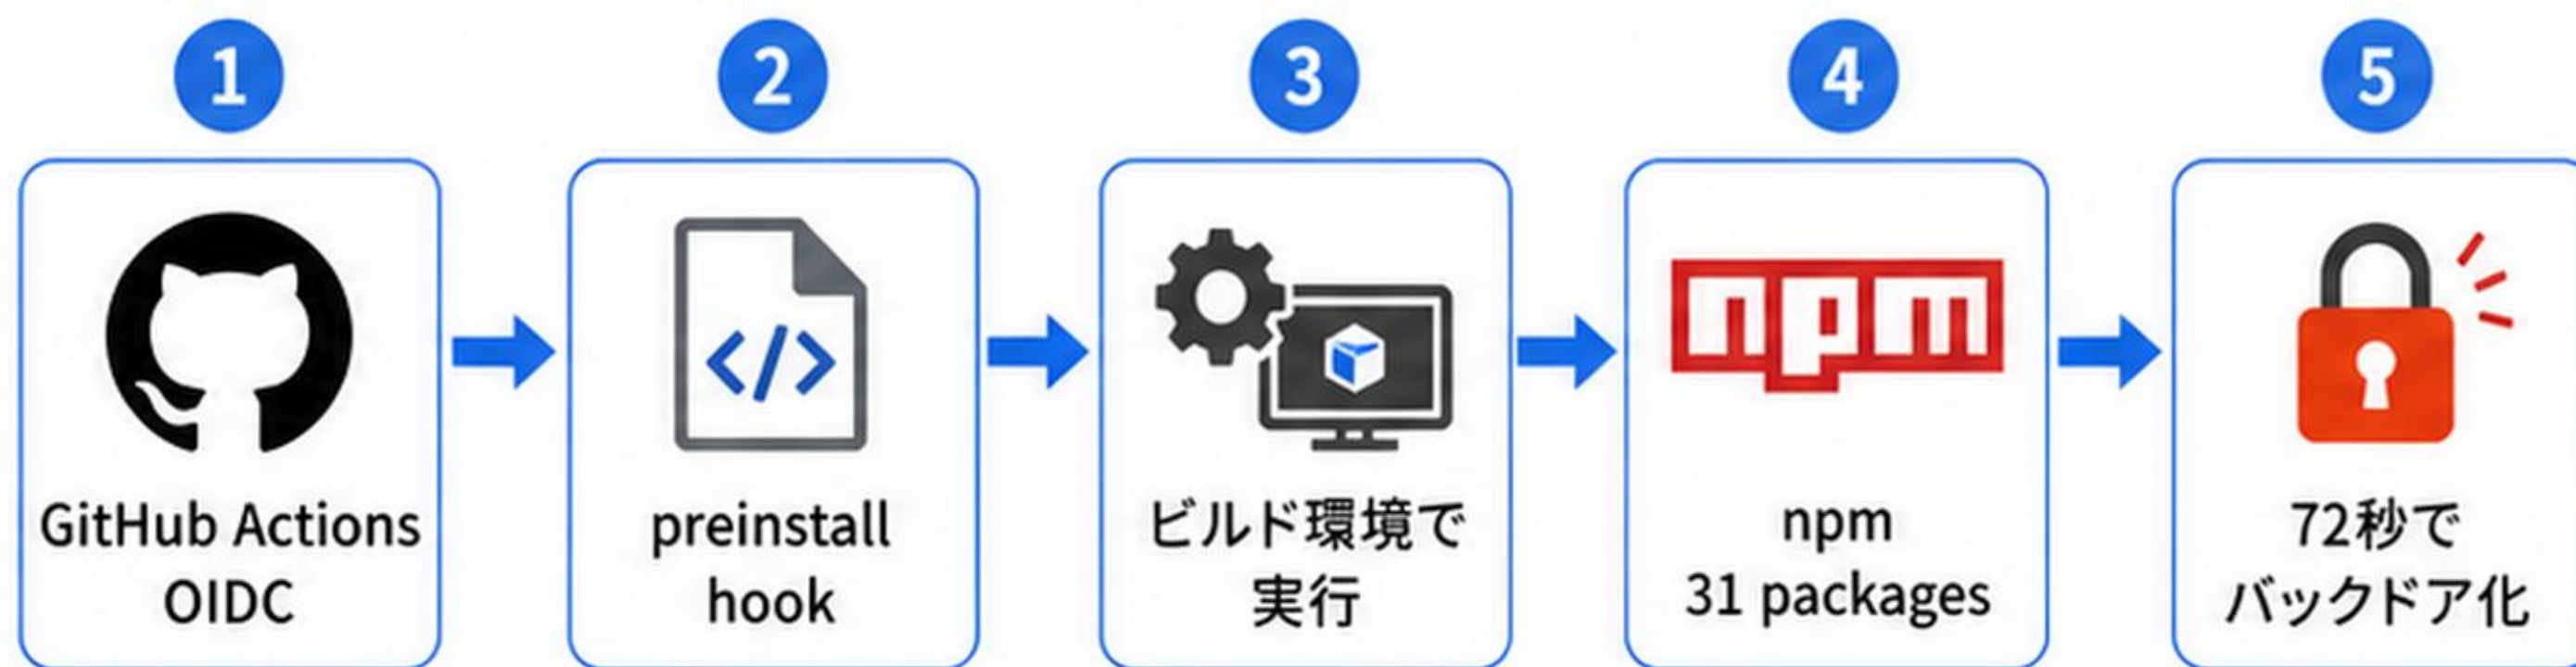 1
2
3
4
5
GitHub Actions
OIDC
</>
preinstall
hook
ビルド環境で
実行
npm
npm
31 packages
72秒で
バックドア化